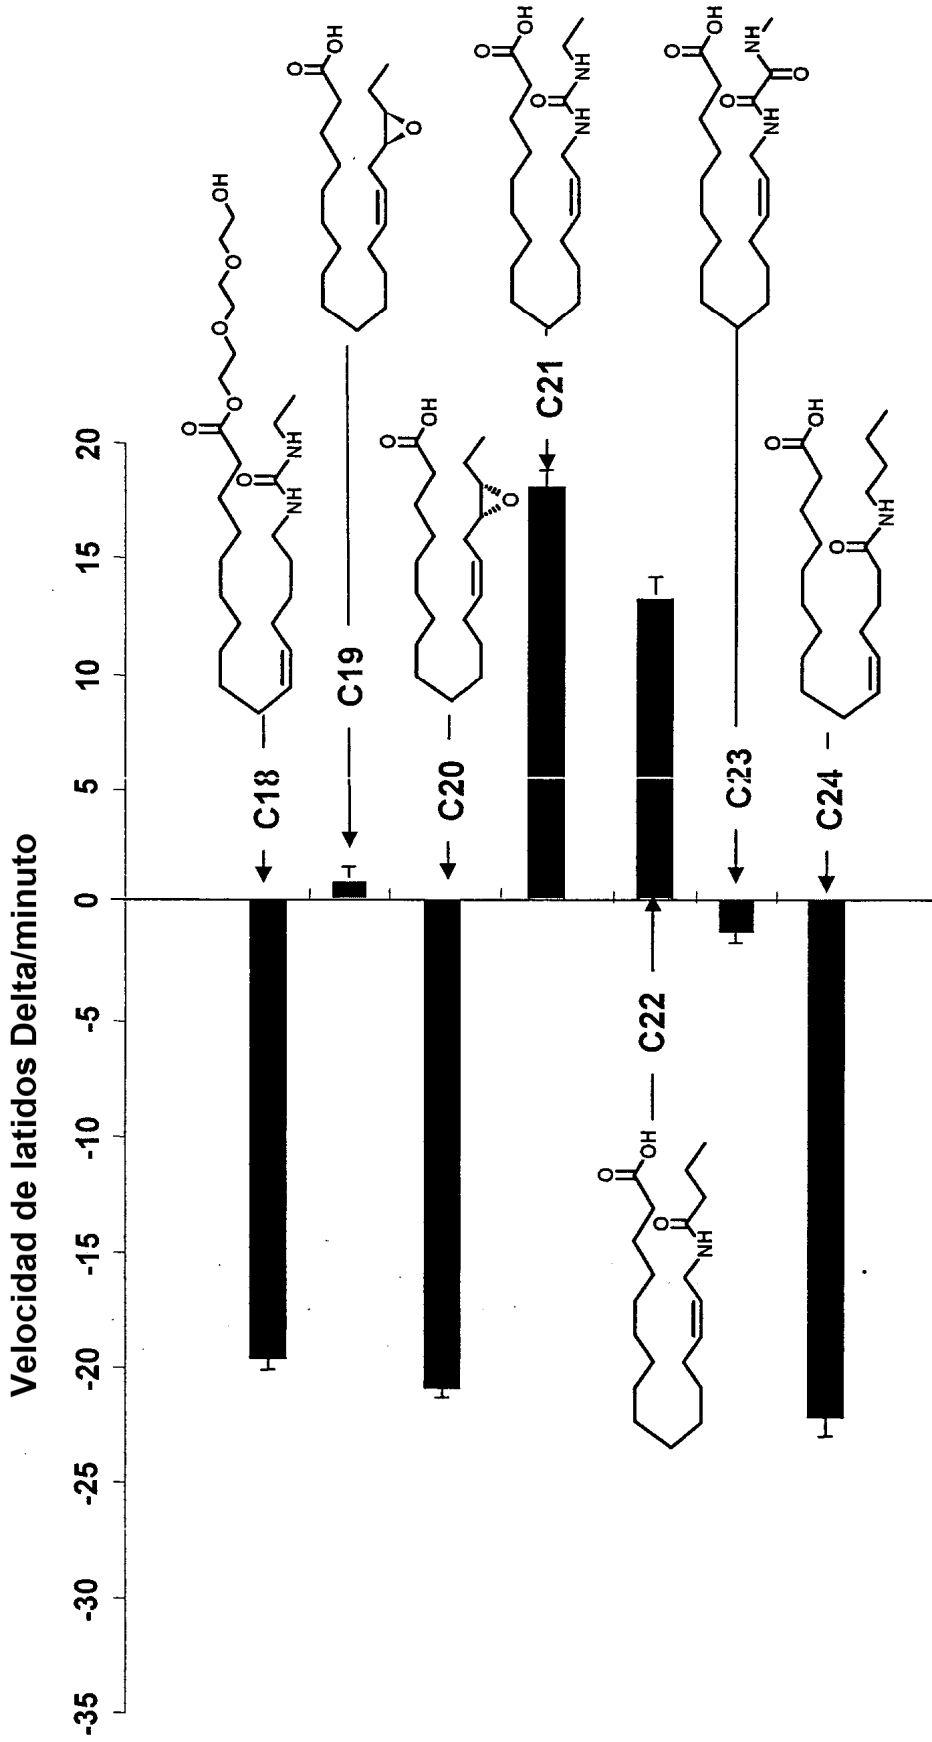 Velocidad de latidos Delta/minuto
-35 -30 -25 -20 -15 -10 -5 0 5 10 15 20
C18
O
O O O OH
O
NH NH
C19
O
OH
O
C20
O
OH
O
C21
O
OH
O
NH NH
C22
O
OH
O
NH
C23
O
OH
O NH
NH O
C24
O
OH
O
NH